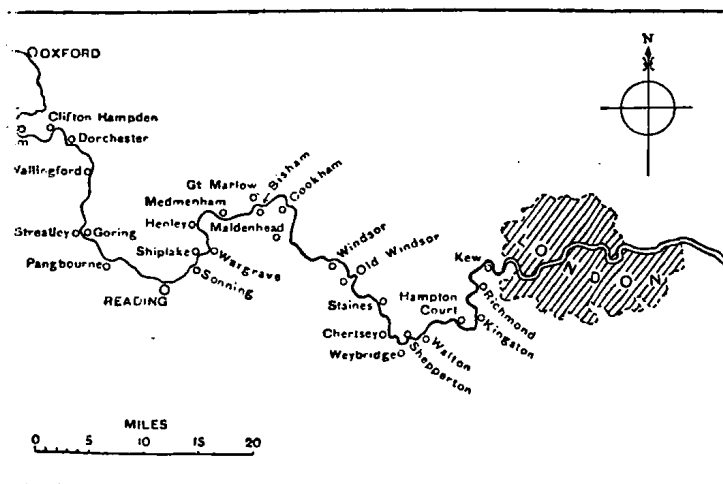 N
OXFORD
Clifton Hampden
Dorchester
Wallingford
Gt Marlow
Bisham
Cookham
Medmenham
Henley
Maidenhead
Streatley
Goring
Shiplake
Wargrave
Pangbourne
Sonning
READING
Windsor
Old Windsor
Staines
Kew
LONDON
Hampton
Court
Richmond
Kingston
Chertsey
Walton
Weybridge
Shepperton
MILES
0 5 10 15 20